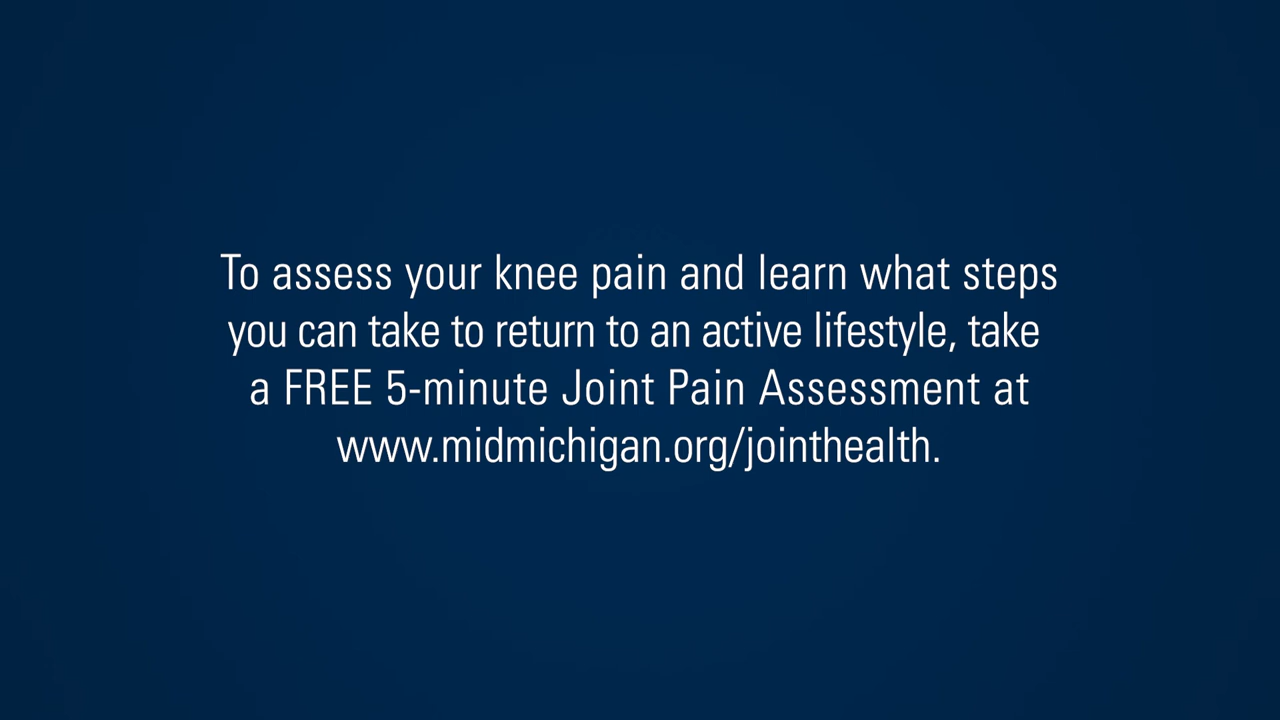 To assess your knee pain and learn what steps
you can take to return to an active lifestyle, take
a FREE 5-minute Joint Pain Assessment at
www.midmichigan.org/jointhealth.